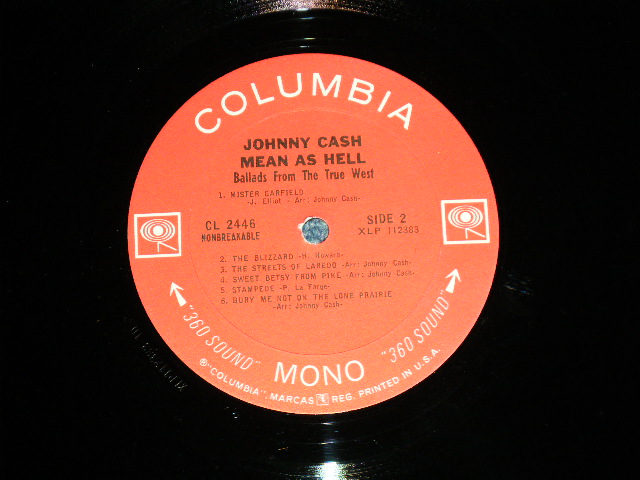 COLUMBIA
JOHNNY CASH
MEAN AS HELL
Ballads From The True West
1. MISTER GARFIELD
-J. Elliot - Arr: Johnny Cash-
CL 2446
NONBREAKABLE
SIDE 2
XLP 112383
2. THE BLIZZARD -H. Howard-
3. THE STREETS OF LAREDO -Arr: Johnny Cash-
4. SWEET BETSY FROM PIKE -Arr: Johnny Cash-
5. STAMPEDE -P. La Farge-
6. BURY ME NOT ON THE LONE PRAIRIE
-Arr: Johnny Cash-
"360 SOUND"
MONO
"360 SOUND"
® "COLUMBIA" MARCAS REG. PRINTED IN U.S.A.